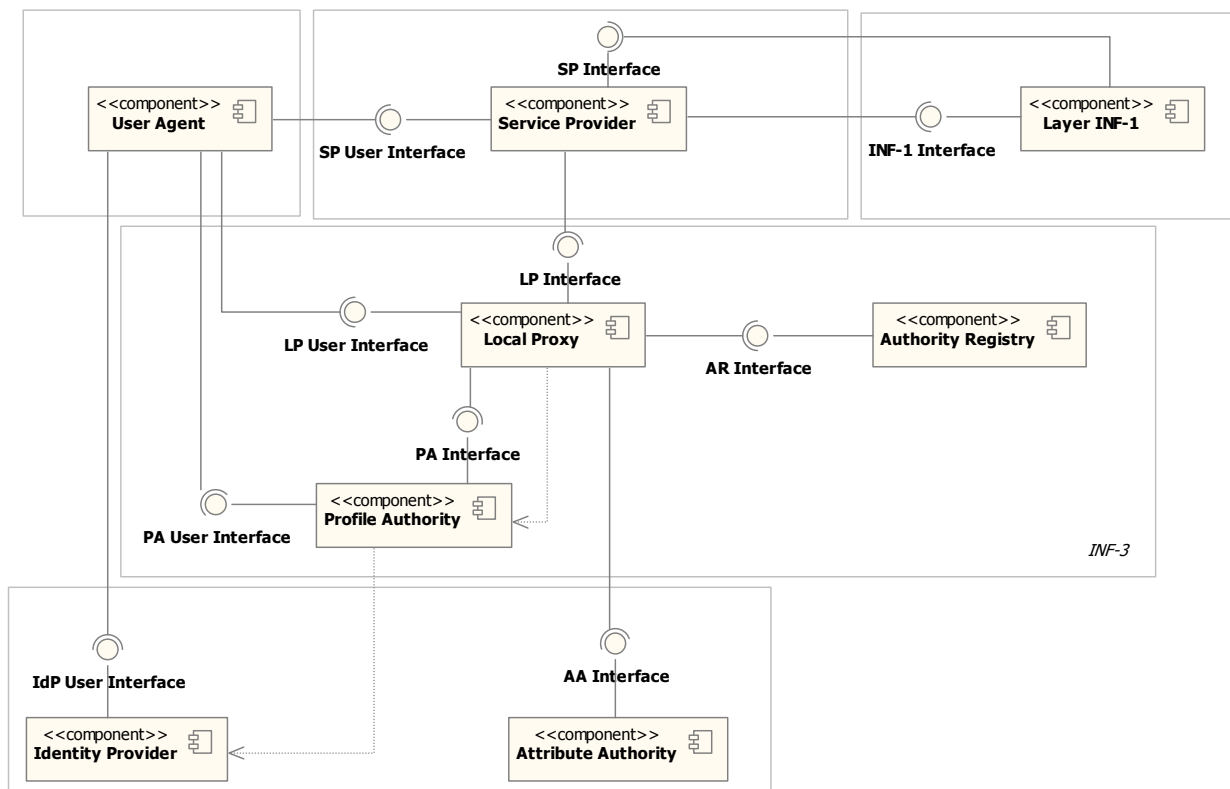 SP Interface
<<component>>
User Agent
SP User Interface
<<component>>
Service Provider
INF-1 Interface
<<component>>
Layer INF-1
LP Interface
LP User Interface
<<component>>
Local Proxy
AR Interface
<<component>>
Authority Registry
PA Interface
PA User Interface
<<component>>
Profile Authority
INF-3
IdP User Interface
AA Interface
<<component>>
Identity Provider
<<component>>
Attribute Authority